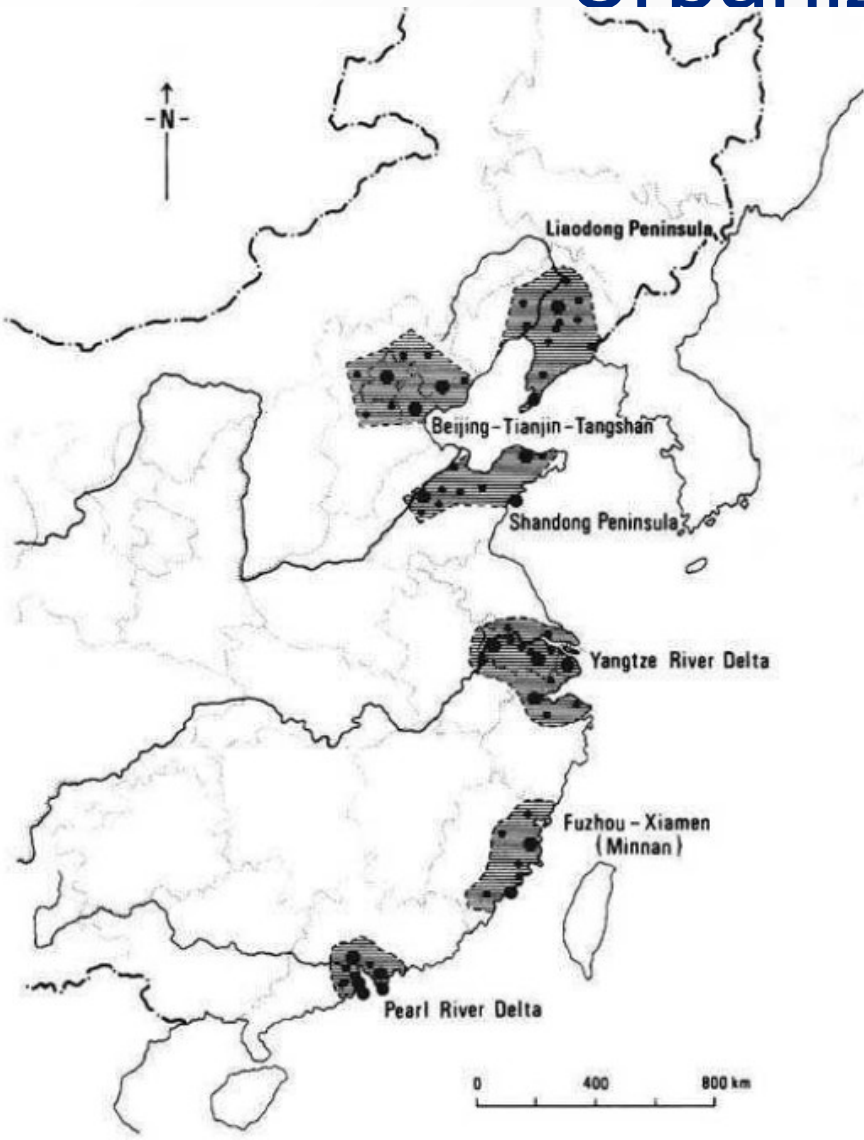 -N-
Liaodong Peninsula
Beijing-Tianjin-Tangshan
Shandong Peninsula
Yangtze River Delta
Fuzhou - Xiamen
(Minnan)
Pearl River Delta
0 400 800 km